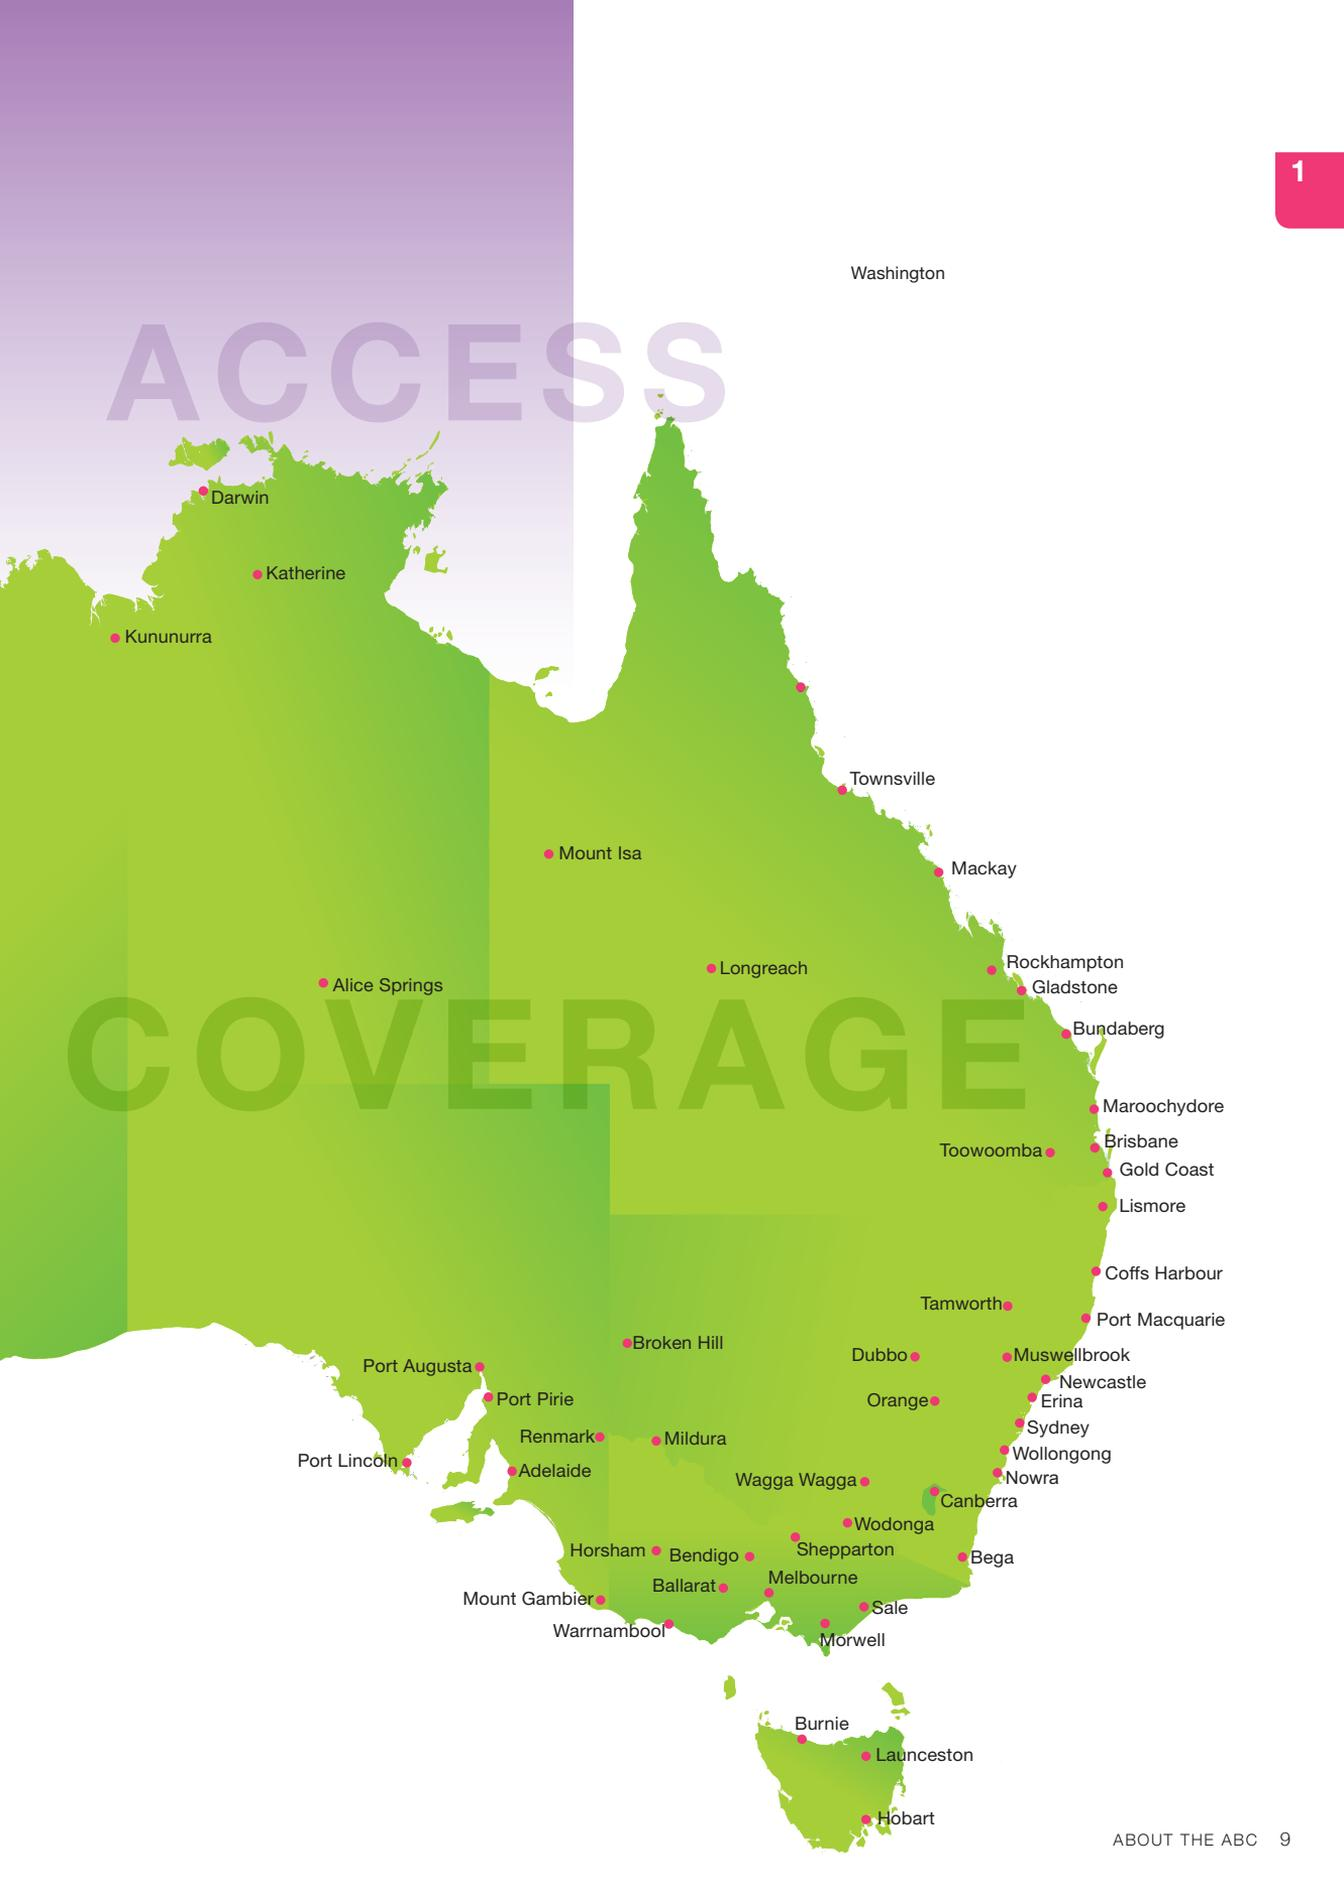 1
Washington
ACCESS
Darwin
Katherine
Kununurra
Townsville
Mount Isa
Mackay
Rockhampton
Longreach
Alice Springs
Gladstone
COVERAGE
Bundaberg
Maroochydore
Brisbane
Toowoomba
Gold Coast
Lismore
Coffs Harbour
Tamworth
Port Macquarie
Broken Hill
Dubbo
Muswellbrook
Port Augusta
Newcastle
Port Pirie
Orange
Erina
Sydney
Renmark
Mildura
Wollongong
Port Lincoln
Adelaide
Wagga Wagga
Nowra
Canberra
Wodonga
Horsham
Bendigo
Shepparton
Bega
Melbourne
Ballarat
Mount Gambier
Sale
Warrnambool
Morwell
Burnie
Launceston
Hobart
ABOUT THE ABC 9